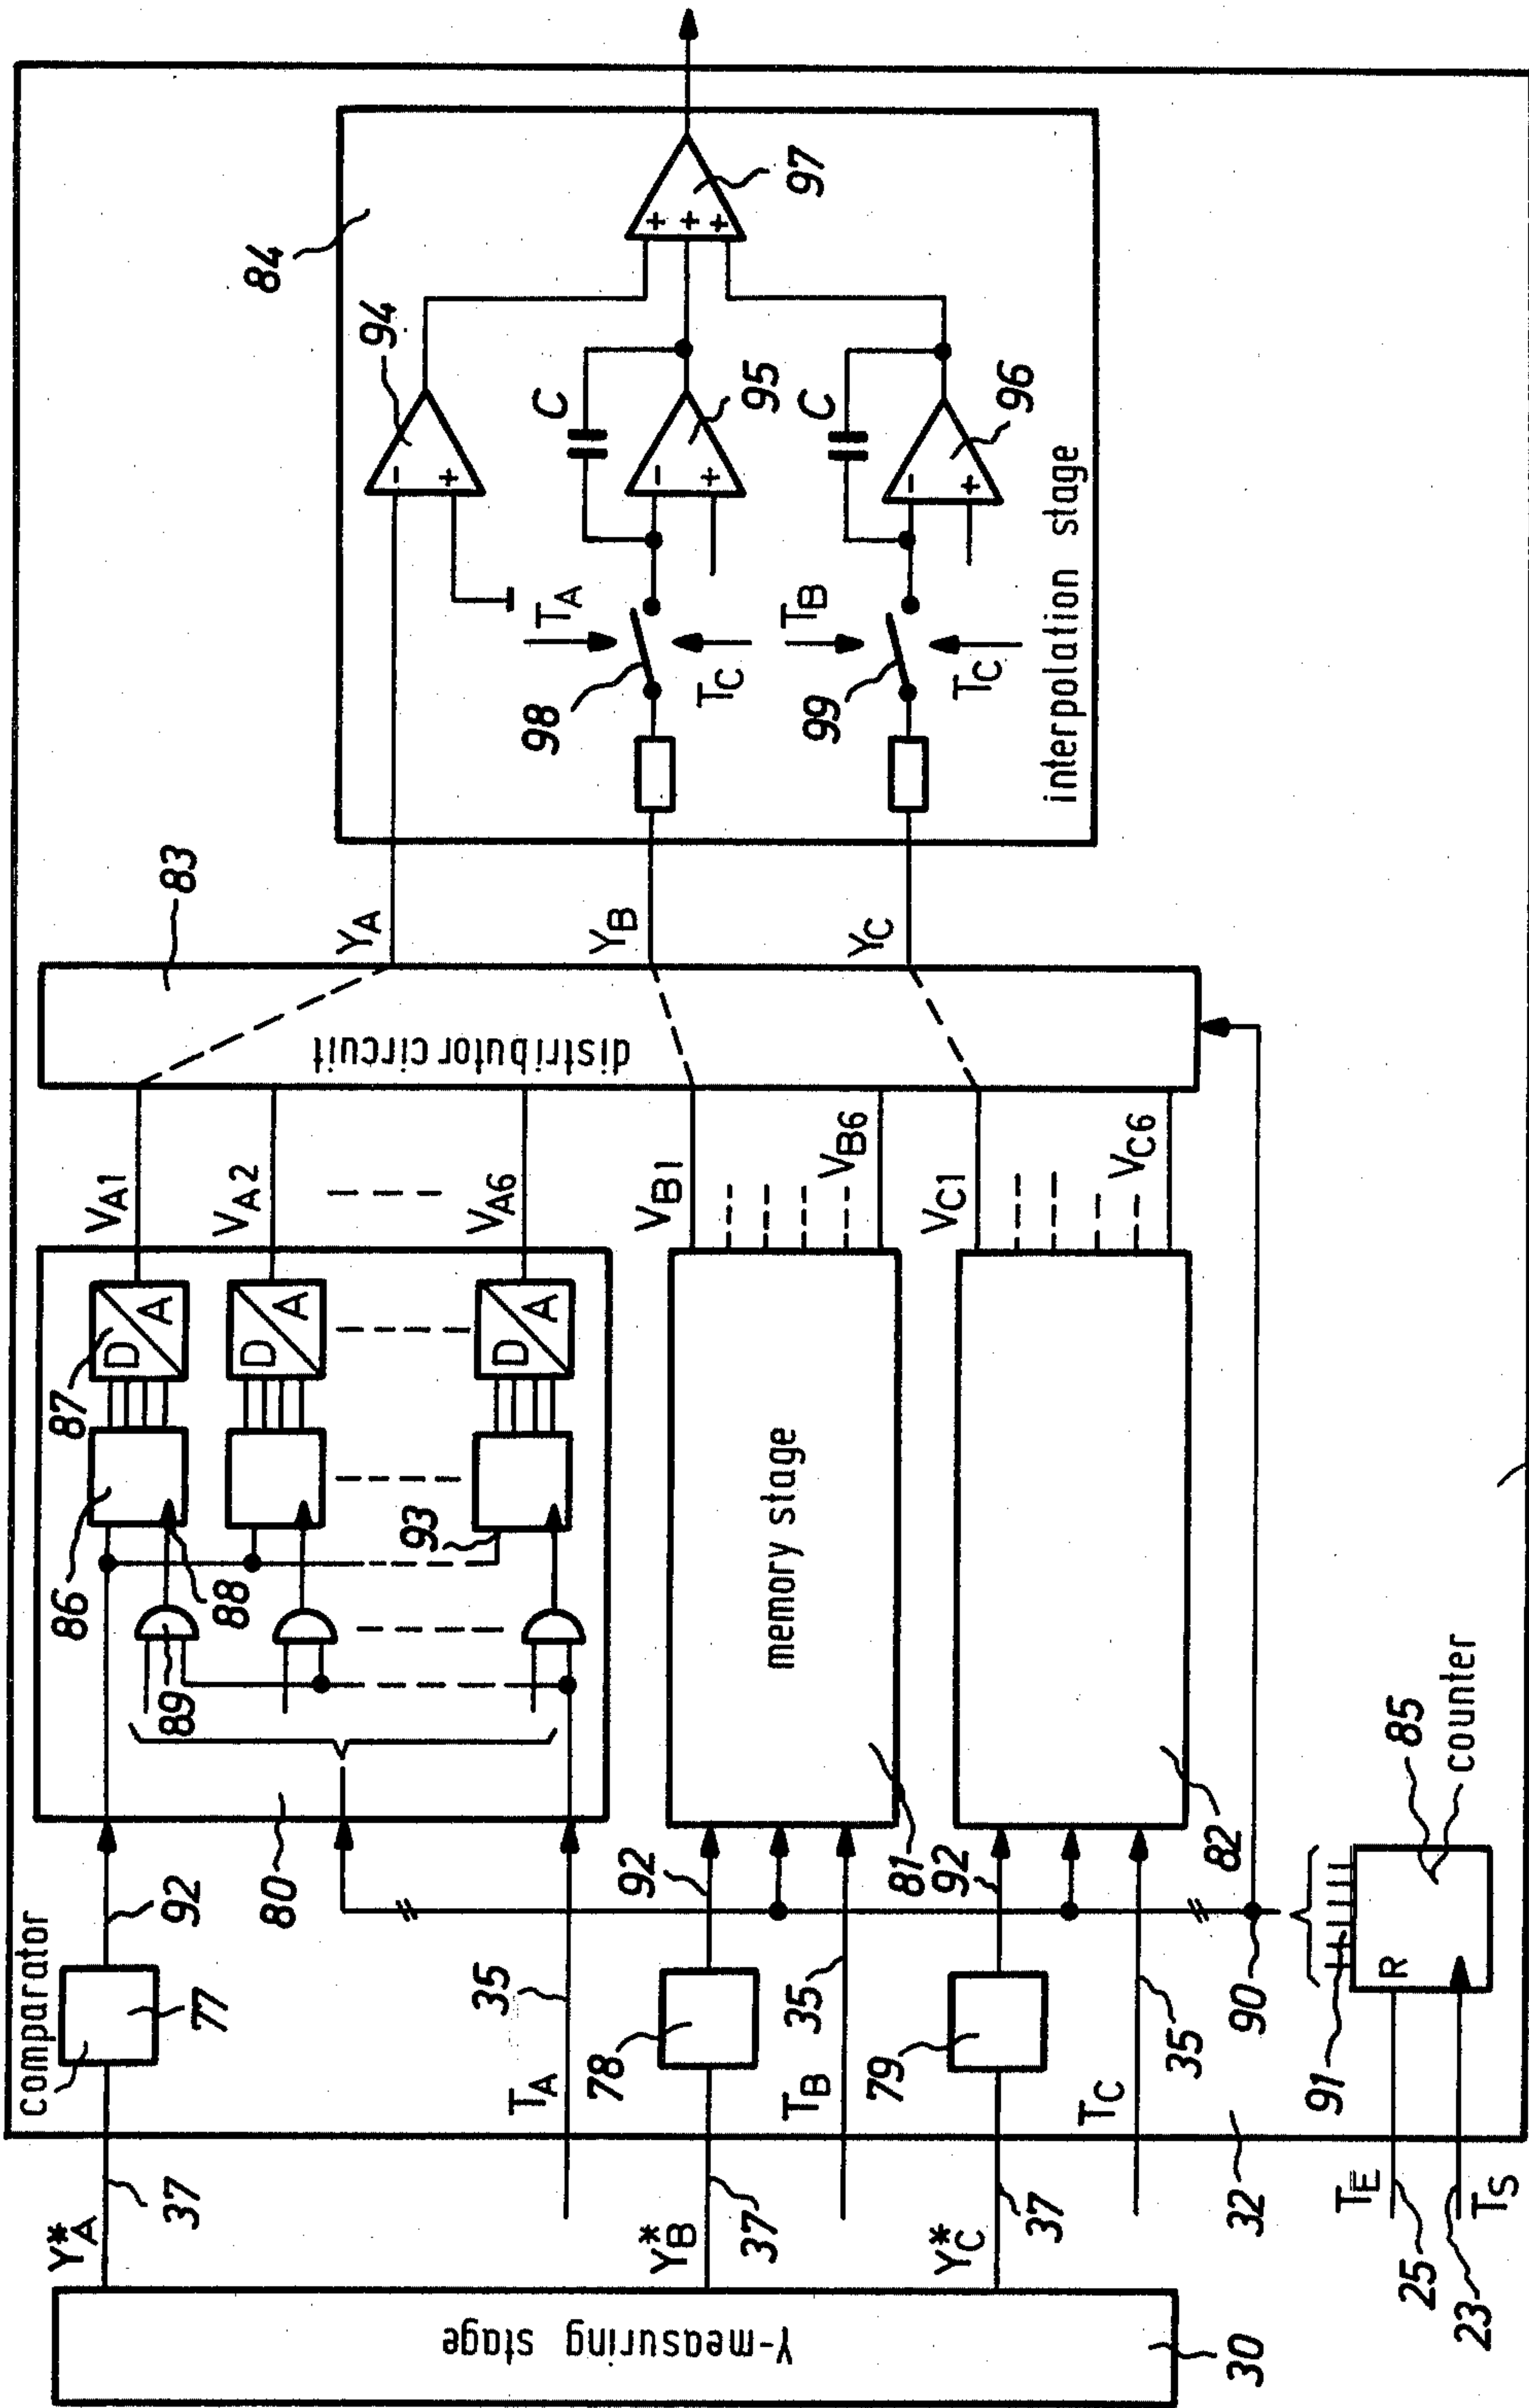 Y-measuring
stage
30
Y*A
37
Y*B
37
Y*C
37
TE
25
TS
23
32
comparator
77
92
TA
35
78
92
TB
35
79
92
TC
35
90
91
R
85
counter
80
89
88
86
87
93
D
A
D
A
D
A
memory stage
81
82
VA1
VA2
VA6
VB1
VB6
VC1
VC6
distributor circuit
83
YA
YB
YC
84
94
-
+
C
95
-
+
98
TA
TC
C
96
-
+
99
TB
TC
+
+
+
97
interpolation stage